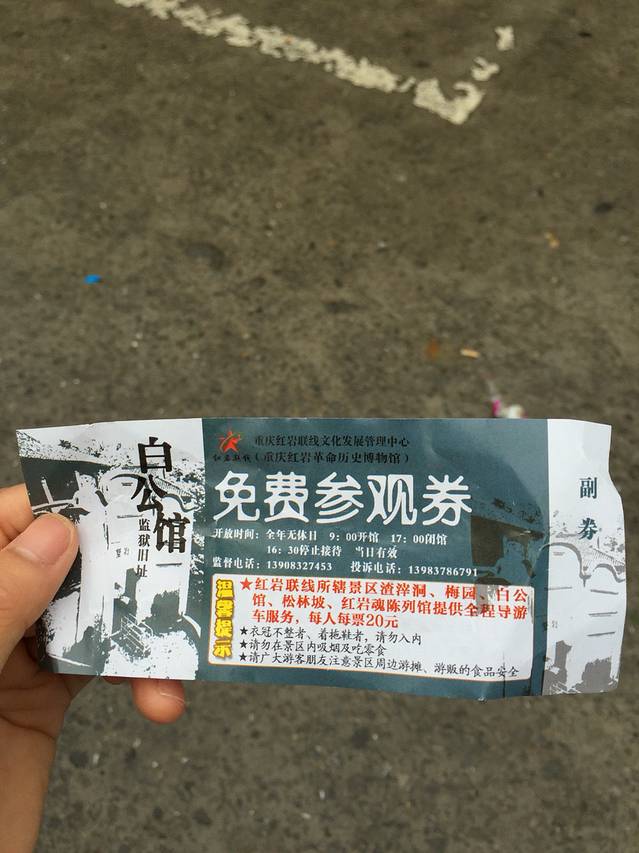 白公馆
监狱旧址
重庆红岩联线文化发展管理中心
红岩联线(重庆红岩革命历史博物馆)
免费参观券
开放时间:全年无休日 9:00开馆 17:00闭馆
16:30停止接待 当日有效
监督电话:13908327453 投诉电话:13983786791
温馨提示
★红岩联线所辖景区渣滓洞、梅园、白公
馆、松林坡、红岩魂陈列馆提供全程导游
车服务,每人每票20元
★衣冠不整者、着拖鞋者,请勿入内
★请勿在景区内吸烟及吃零食
★请广大游客朋友注意景区周边游摊、游贩的食品安全
副券